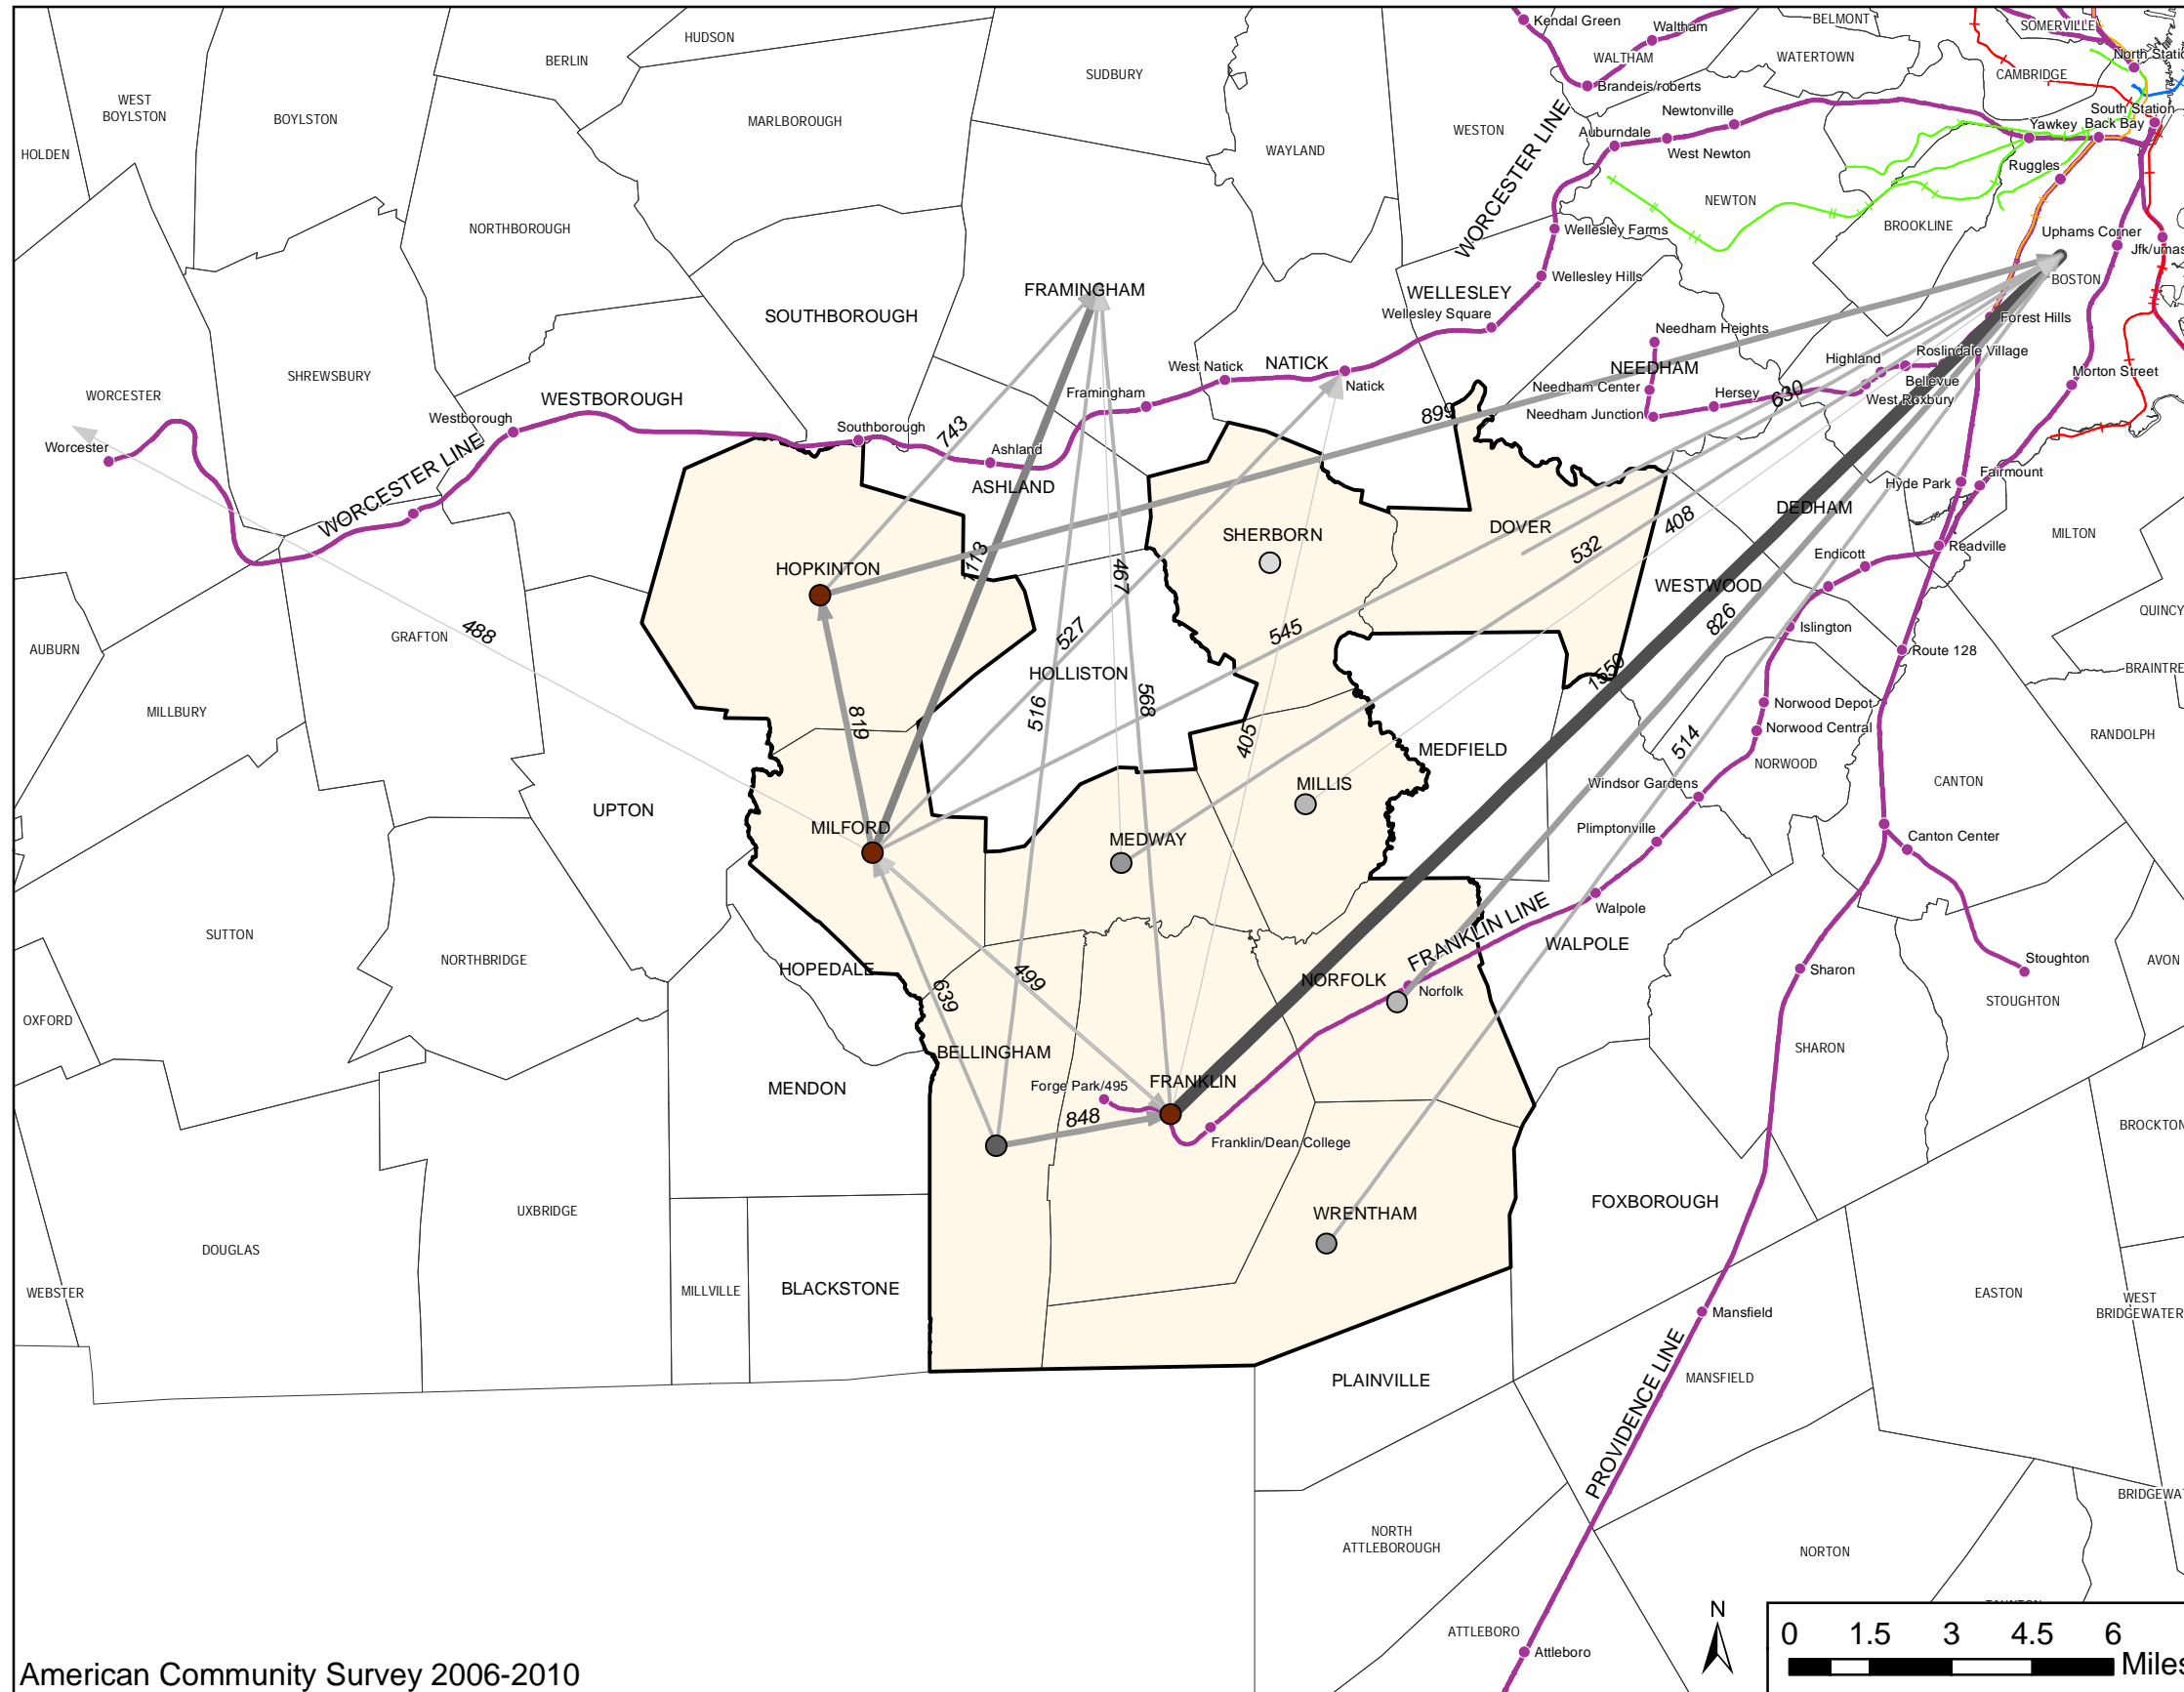 Kendal Green
Waltham
BELMONT
SOMERVILLE
HUDSON
BERLIN
SUDBURY
WALTHAM
WATERTOWN
CAMBRIDGE
WEST
BOYLSTON
BOYLSTON
MARLBOROUGH
Brandeis/roberts
Newtonville
South Station
HOLDEN
WESTON
WAYLAND
WORCESTER LINE
Auburndale
West Newton
Yawkey
Back Bay
Ruggles
NORTHBOROUGH
NEWTON
BROOKLINE
Wellesley Farms
Uphams Corner
BOSTON
FRAMINGHAM
SOUTHBOROUGH
WELLESLEY
Wellesley Hills
Wellesley Square
Forest Hills
Needham Heights
Roslindale Village
Highland
SHREWSBURY
WORCESTER
WESTBOROUGH
West Natick
NATICK
Natick
NEEDHAM
Needham Center
Bellevue
West Roxbury
Morton Street
Framingham
Hersey
630
Needham Junction
899
743
Westborough
Southborough
Ashland
Worcester
WORCESTER LINE
ASHLAND
Hyde Park
Fairmount
DEDHAM
SHERBORN
DOVER
408
532
MILTON
Readville
Endicott
HOPKINTON
1113
467
WESTWOOD
QUINCY
826
Islington
488
GRAFTON
527
545
AUBURN
Route 128
HOLLISTON
1550
MILLBURY
819
516
568
405
514
Norwood Depot
Norwood Central
RANDOLPH
MEDFIELD
NORWOOD
Windsor Gardens
CANTON
MILLIS
UPTON
MILFORD
MEDWAY
Plimptonville
Canton Center
FRANKLIN LINE
Walpole
WALPOLE
SUTTON
NORTHBRIDGE
HOPEDALE
639
499
NORFOLK
Norfolk
Sharon
Stoughton
AVON
STOUGHTON
OXFORD
BELLINGHAM
SHARON
MENDON
Forge Park/495
FRANKLIN
848
Franklin/Dean College
BROCKTON
FOXBOROUGH
UXBRIDGE
WRENTHAM
DOUGLAS
WEBSTER
MILLVILLE
BLACKSTONE
Mansfield
EASTON
WEST
BRIDGEWATER
PROVIDENCE LINE
PLAINVILLE
MANSFIELD
NORTH
ATTLEBOROUGH
NORTON
ATTLEBORO
Attleboro
N
0 1.5 3 4.5 6
Miles
American Community Survey 2006-2010